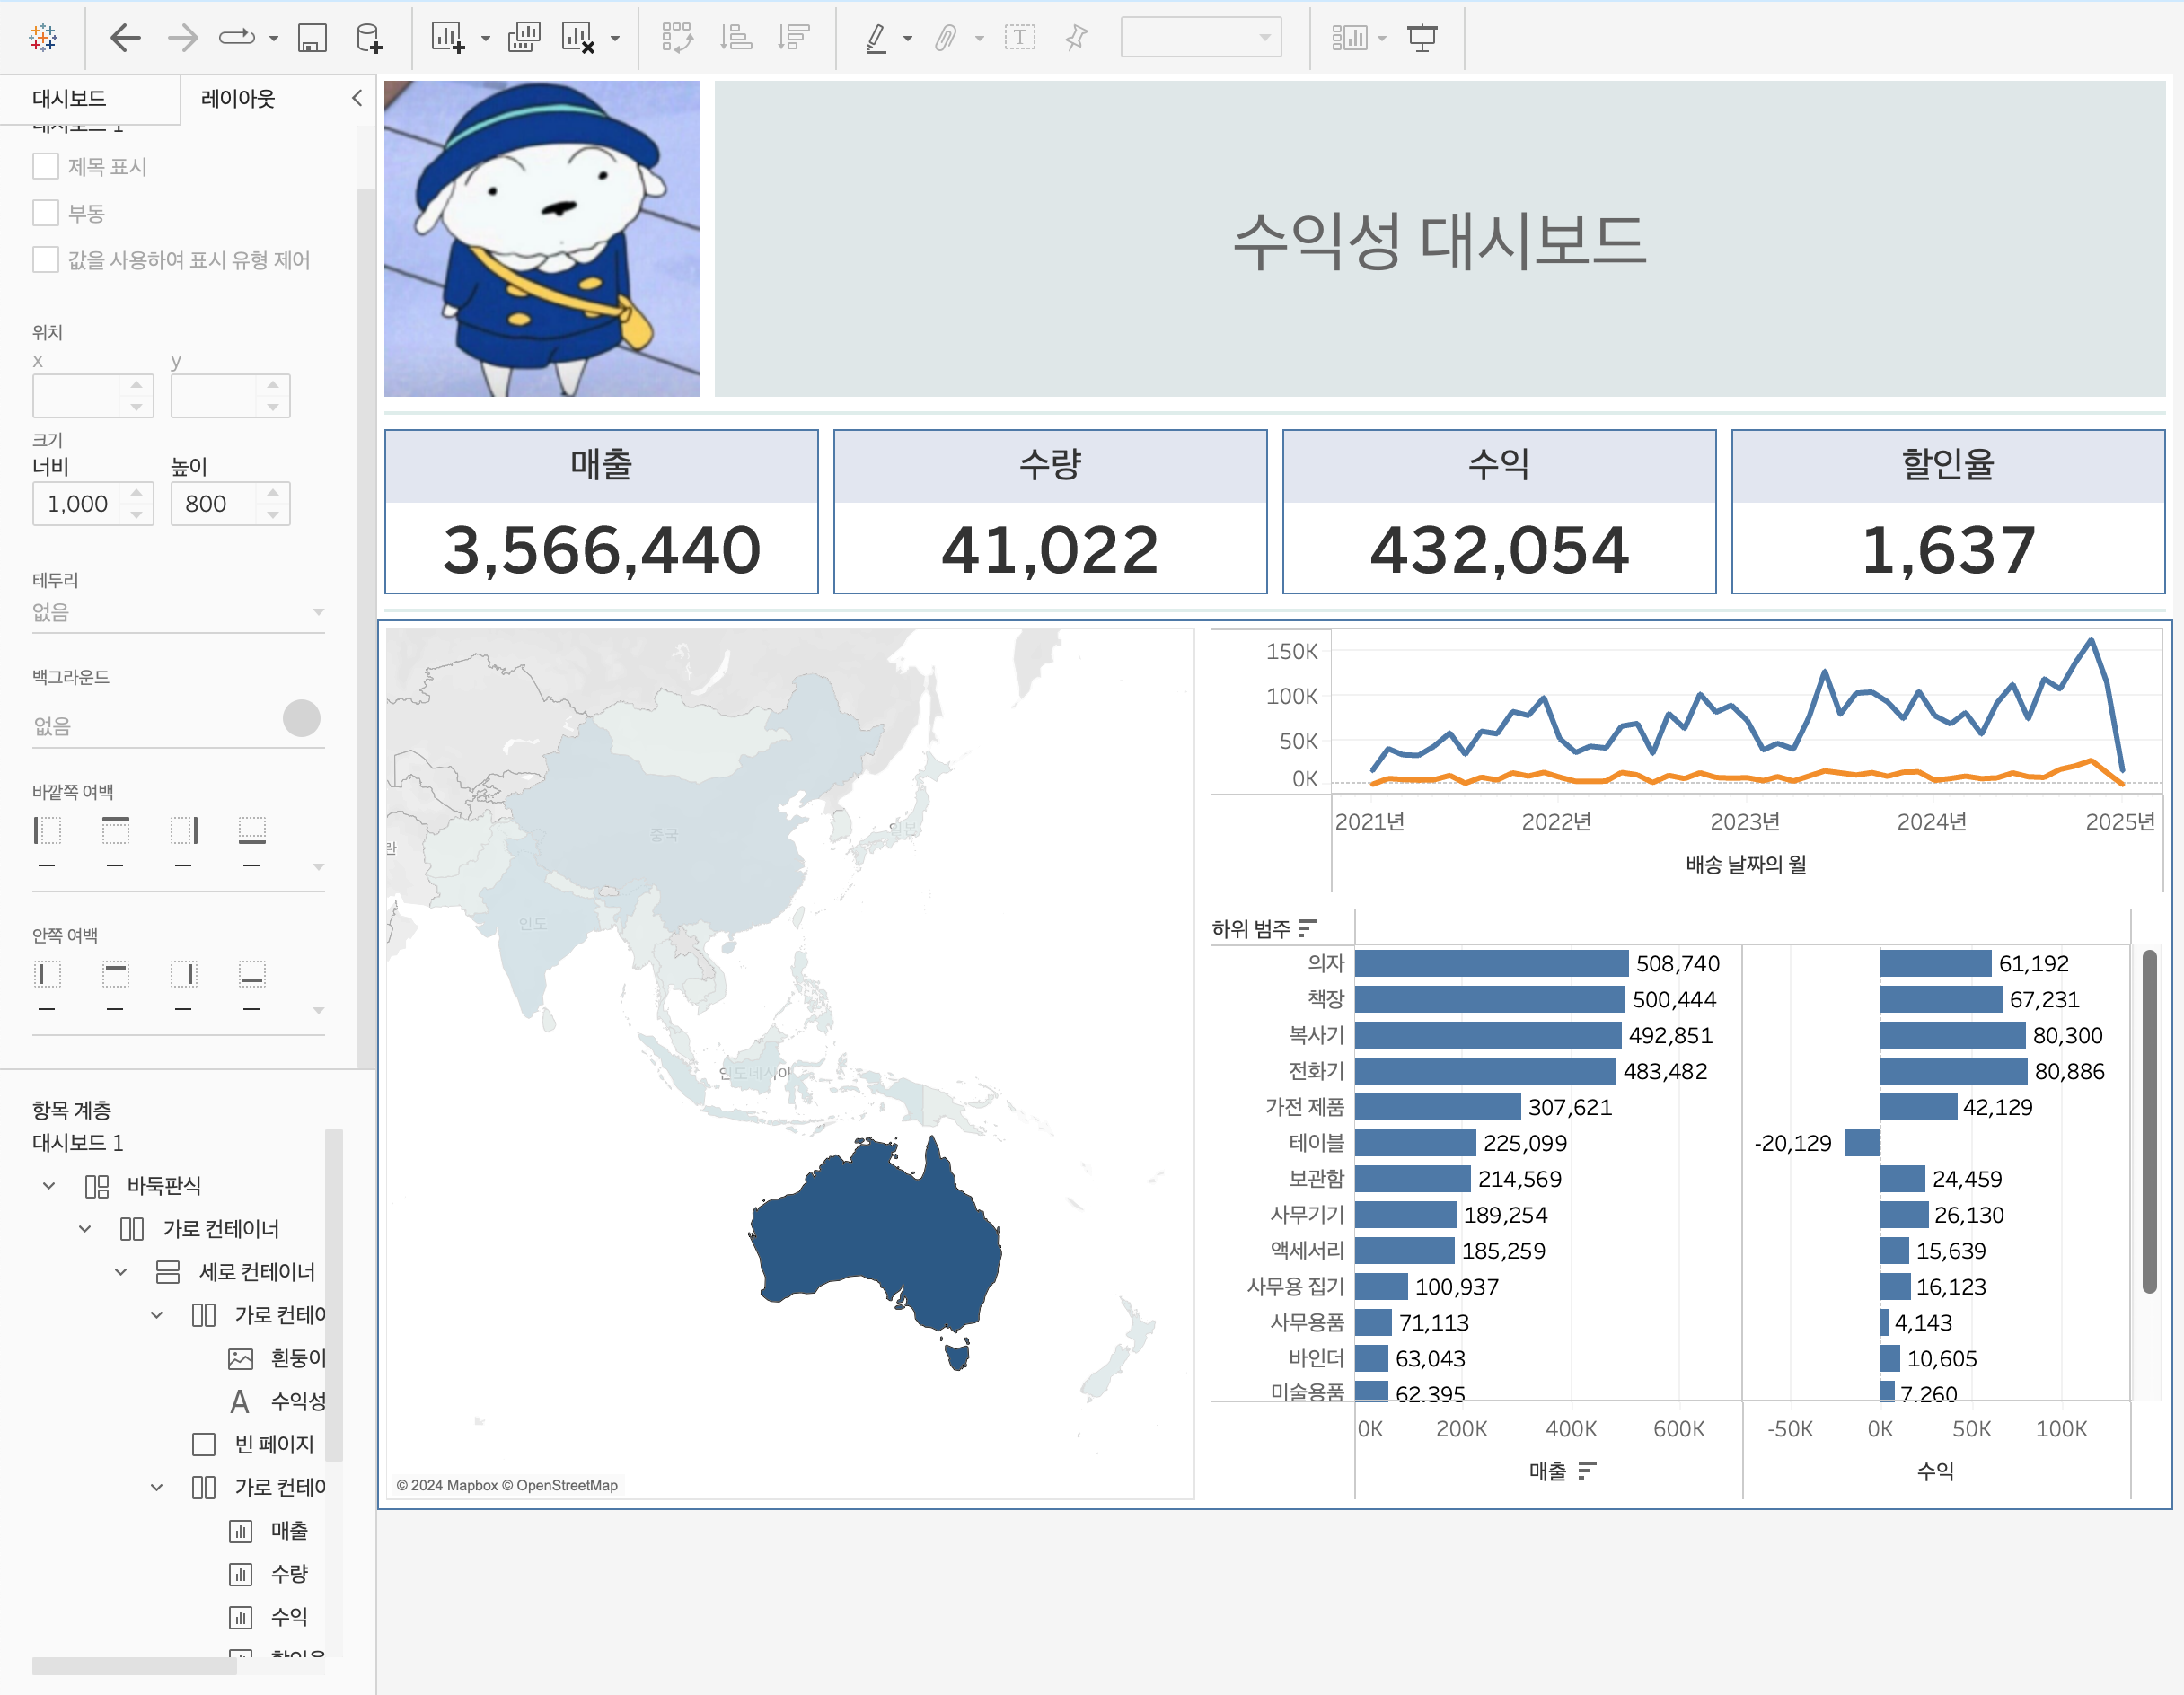 대시보드
레이아웃
대시보드 1
제목 표시
부동
값을 사용하여 표시 유형 제어
위치
x
y
크기
너비
높이
1,000
800
테두리
없음
백그라운드
없음
바깥쪽 여백
안쪽 여백
항목 계층
대시보드 1
바둑판식
가로 컨테이너
세로 컨테이너
가로 컨테이
흰둥이
수익성
빈 페이지
가로 컨테이
매출
수량
수익
수익성 대시보드
매출
3,566,440
수량
41,022
수익
432,054
할인율
1,637
중국
일본
란
인도
인도네시아
© 2024 Mapbox © OpenStreetMap
150K
100K
50K
0K
2021년 2022년 2023년 2024년 2025년
배송 날짜의 월
하위 범주
의자 508,740 61,192
책장 500,444 67,231
복사기 492,851 80,300
전화기 483,482 80,886
가전 제품 307,621 42,129
테이블 225,099 -20,129
보관함 214,569 24,459
사무기기 189,254 26,130
액세서리 185,259 15,639
사무용 집기 100,937 16,123
사무용품 71,113 4,143
바인더 63,043 10,605
미술용품 62,395 7,260
0K 200K 400K 600K -50K 0K 50K 100K
매출
수익